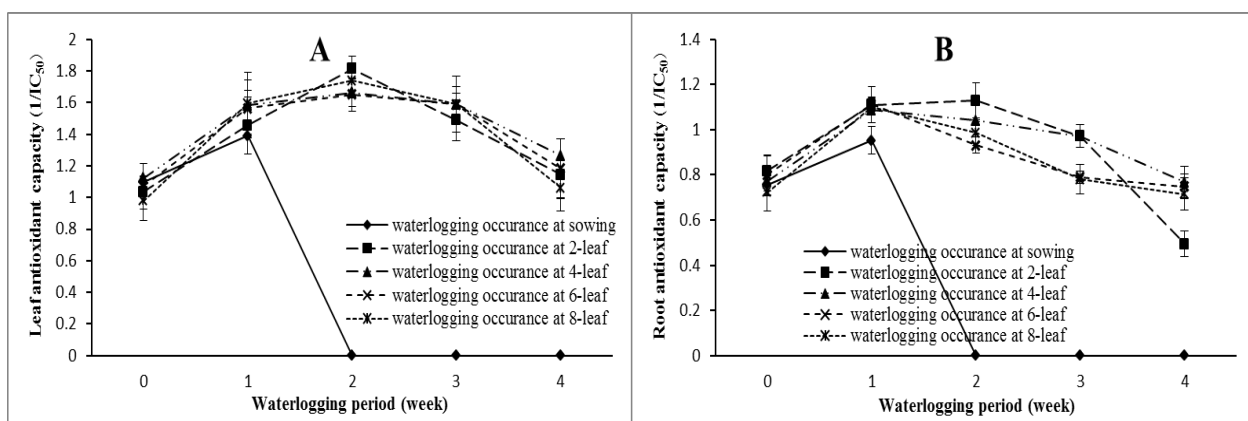 A
Leaf antioxidant capacity (1/IC50)
2
1.8
1.6
1.4
1.2
1
0.8
0.6
0.4
0.2
0
waterlogging occurance at sowing
waterlogging occurance at 2-leaf
waterlogging occurance at 4-leaf
waterlogging occurance at 6-leaf
waterlogging occurance at 8-leaf
0 1 2 3 4
Waterlogging period (week)
B
Root antioxidant capacity (1/IC50)
1.4
1.2
1
0.8
0.6
0.4
0.2
0
waterlogging occurance at sowing
waterlogging occurance at 2-leaf
waterlogging occurance at 4-leaf
waterlogging occurance at 6-leaf
waterlogging occurance at 8-leaf
0 1 2 3 4
Waterlogging period (week)